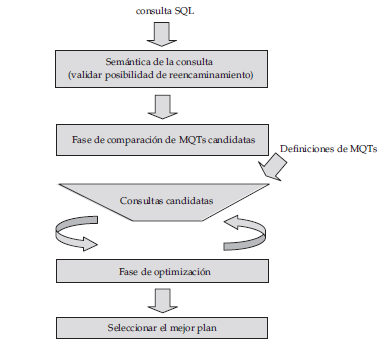 consulta SQL
Semántica de la consulta
(validar posibilidad de reencaminamiento)
Fase de comparación de MQTs candidatas
Definiciones de MQTs
Consultas candidatas
Fase de optimización
Seleccionar el mejor plan